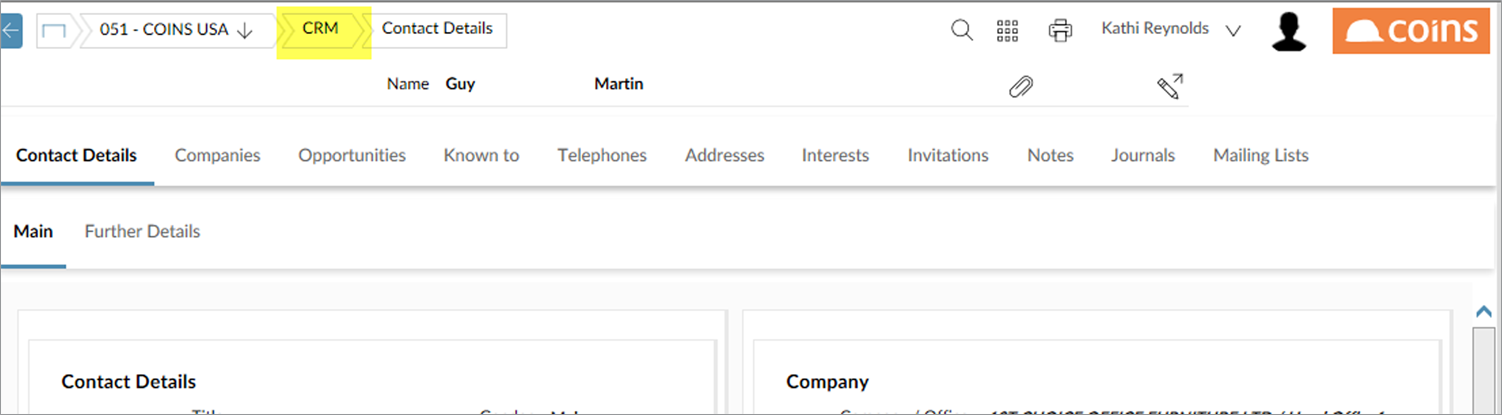 051 - COINS USA CRM Contact Details Kathi Reynolds coins
Name Guy Martin
Contact Details Companies Opportunities Known to Telephones Addresses Interests Invitations Notes Journals Mailing Lists
Main Further Details
Contact Details Company